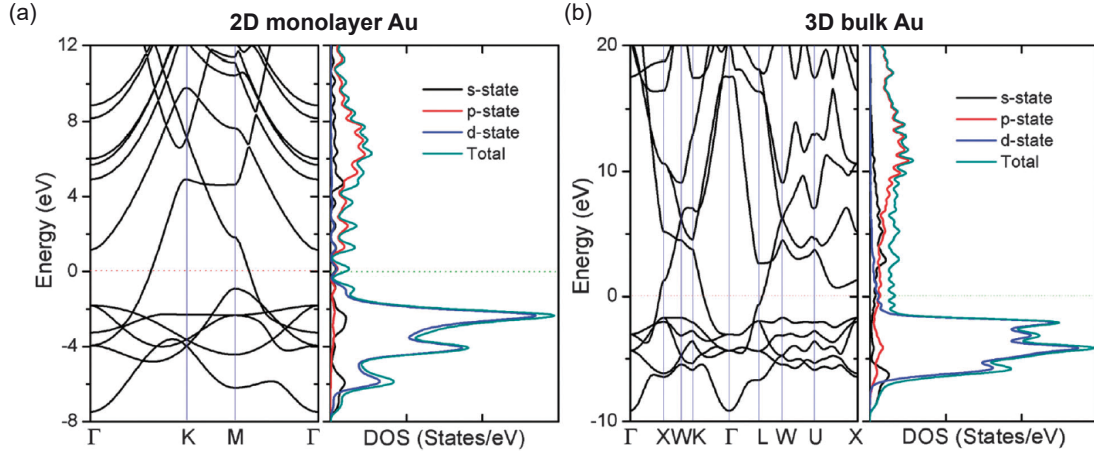 (a)
2D monolayer Au
12
8
4
0
-4
-8
Energy (eV)
Γ K M Γ
s-state
p-state
d-state
Total
DOS (States/eV)
(b)
3D bulk Au
20
10
0
-10
Energy (eV)
Γ X W K Γ L W U X
s-state
p-state
d-state
Total
DOS (States/eV)